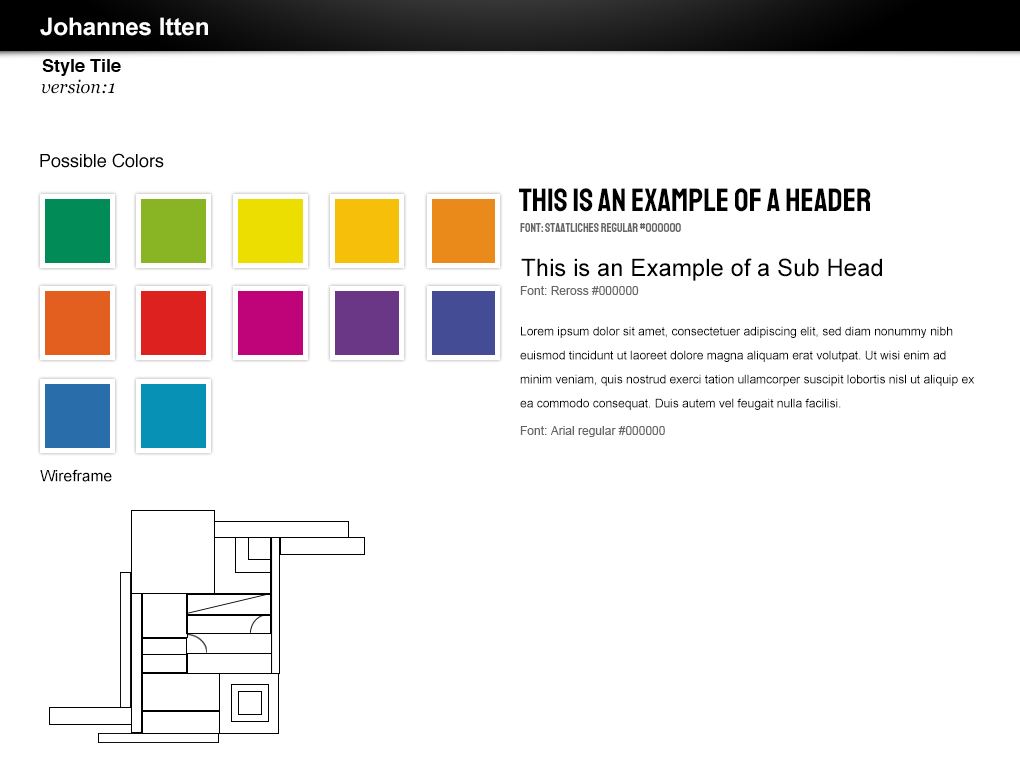 Johannes Itten
Style Tile
version:1
Possible Colors
THIS IS AN EXAMPLE OF A HEADER
FONT: STAATLICHES REGULAR #000000
This is an Example of a Sub Head
Font: Reross #000000
Lorem ipsum dolor sit amet, consectetuer adipiscing elit, sed diam nonummy nibh
euismod tincidunt ut laoreet dolore magna aliquam erat volutpat. Ut wisi enim ad
minim veniam, quis nostrud exerci tation ullamcorper suscipit lobortis nisl ut aliquip ex
ea commodo consequat. Duis autem vel feugait nulla facilisi.
Font: Arial regular #000000
Wireframe